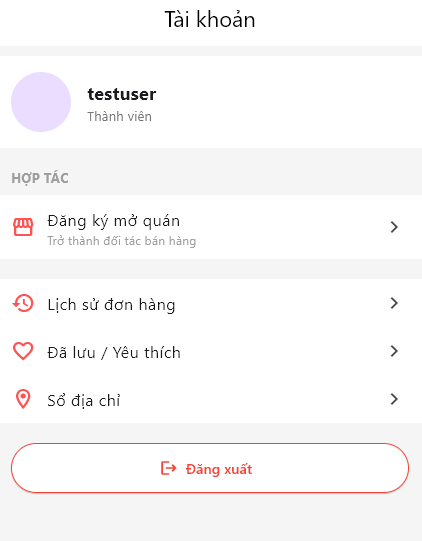 Tài khoản
testuser
Thành viên
HỢP TÁC
Đăng ký mở quán
Trở thành đối tác bán hàng
Lịch sử đơn hàng
Đã lưu / Yêu thích
Sổ địa chỉ
Đăng xuất